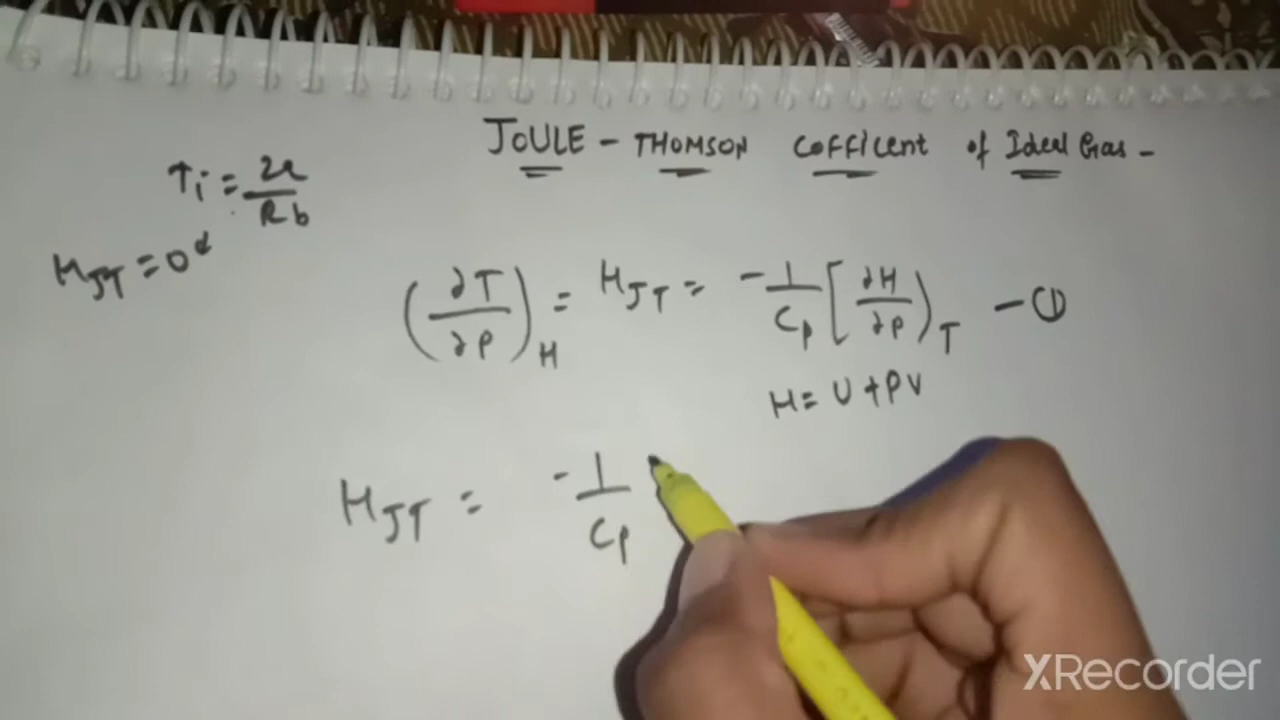 JOULE - THOMSON COFFICENT of Ideal Gas -
Ti = 2a / Rb
μJT = 0
(∂T/∂P)H = μJT = -1/Cp [∂H/∂P)T - ①
H = U + PV
μJT = -1/Cp
XRecorder